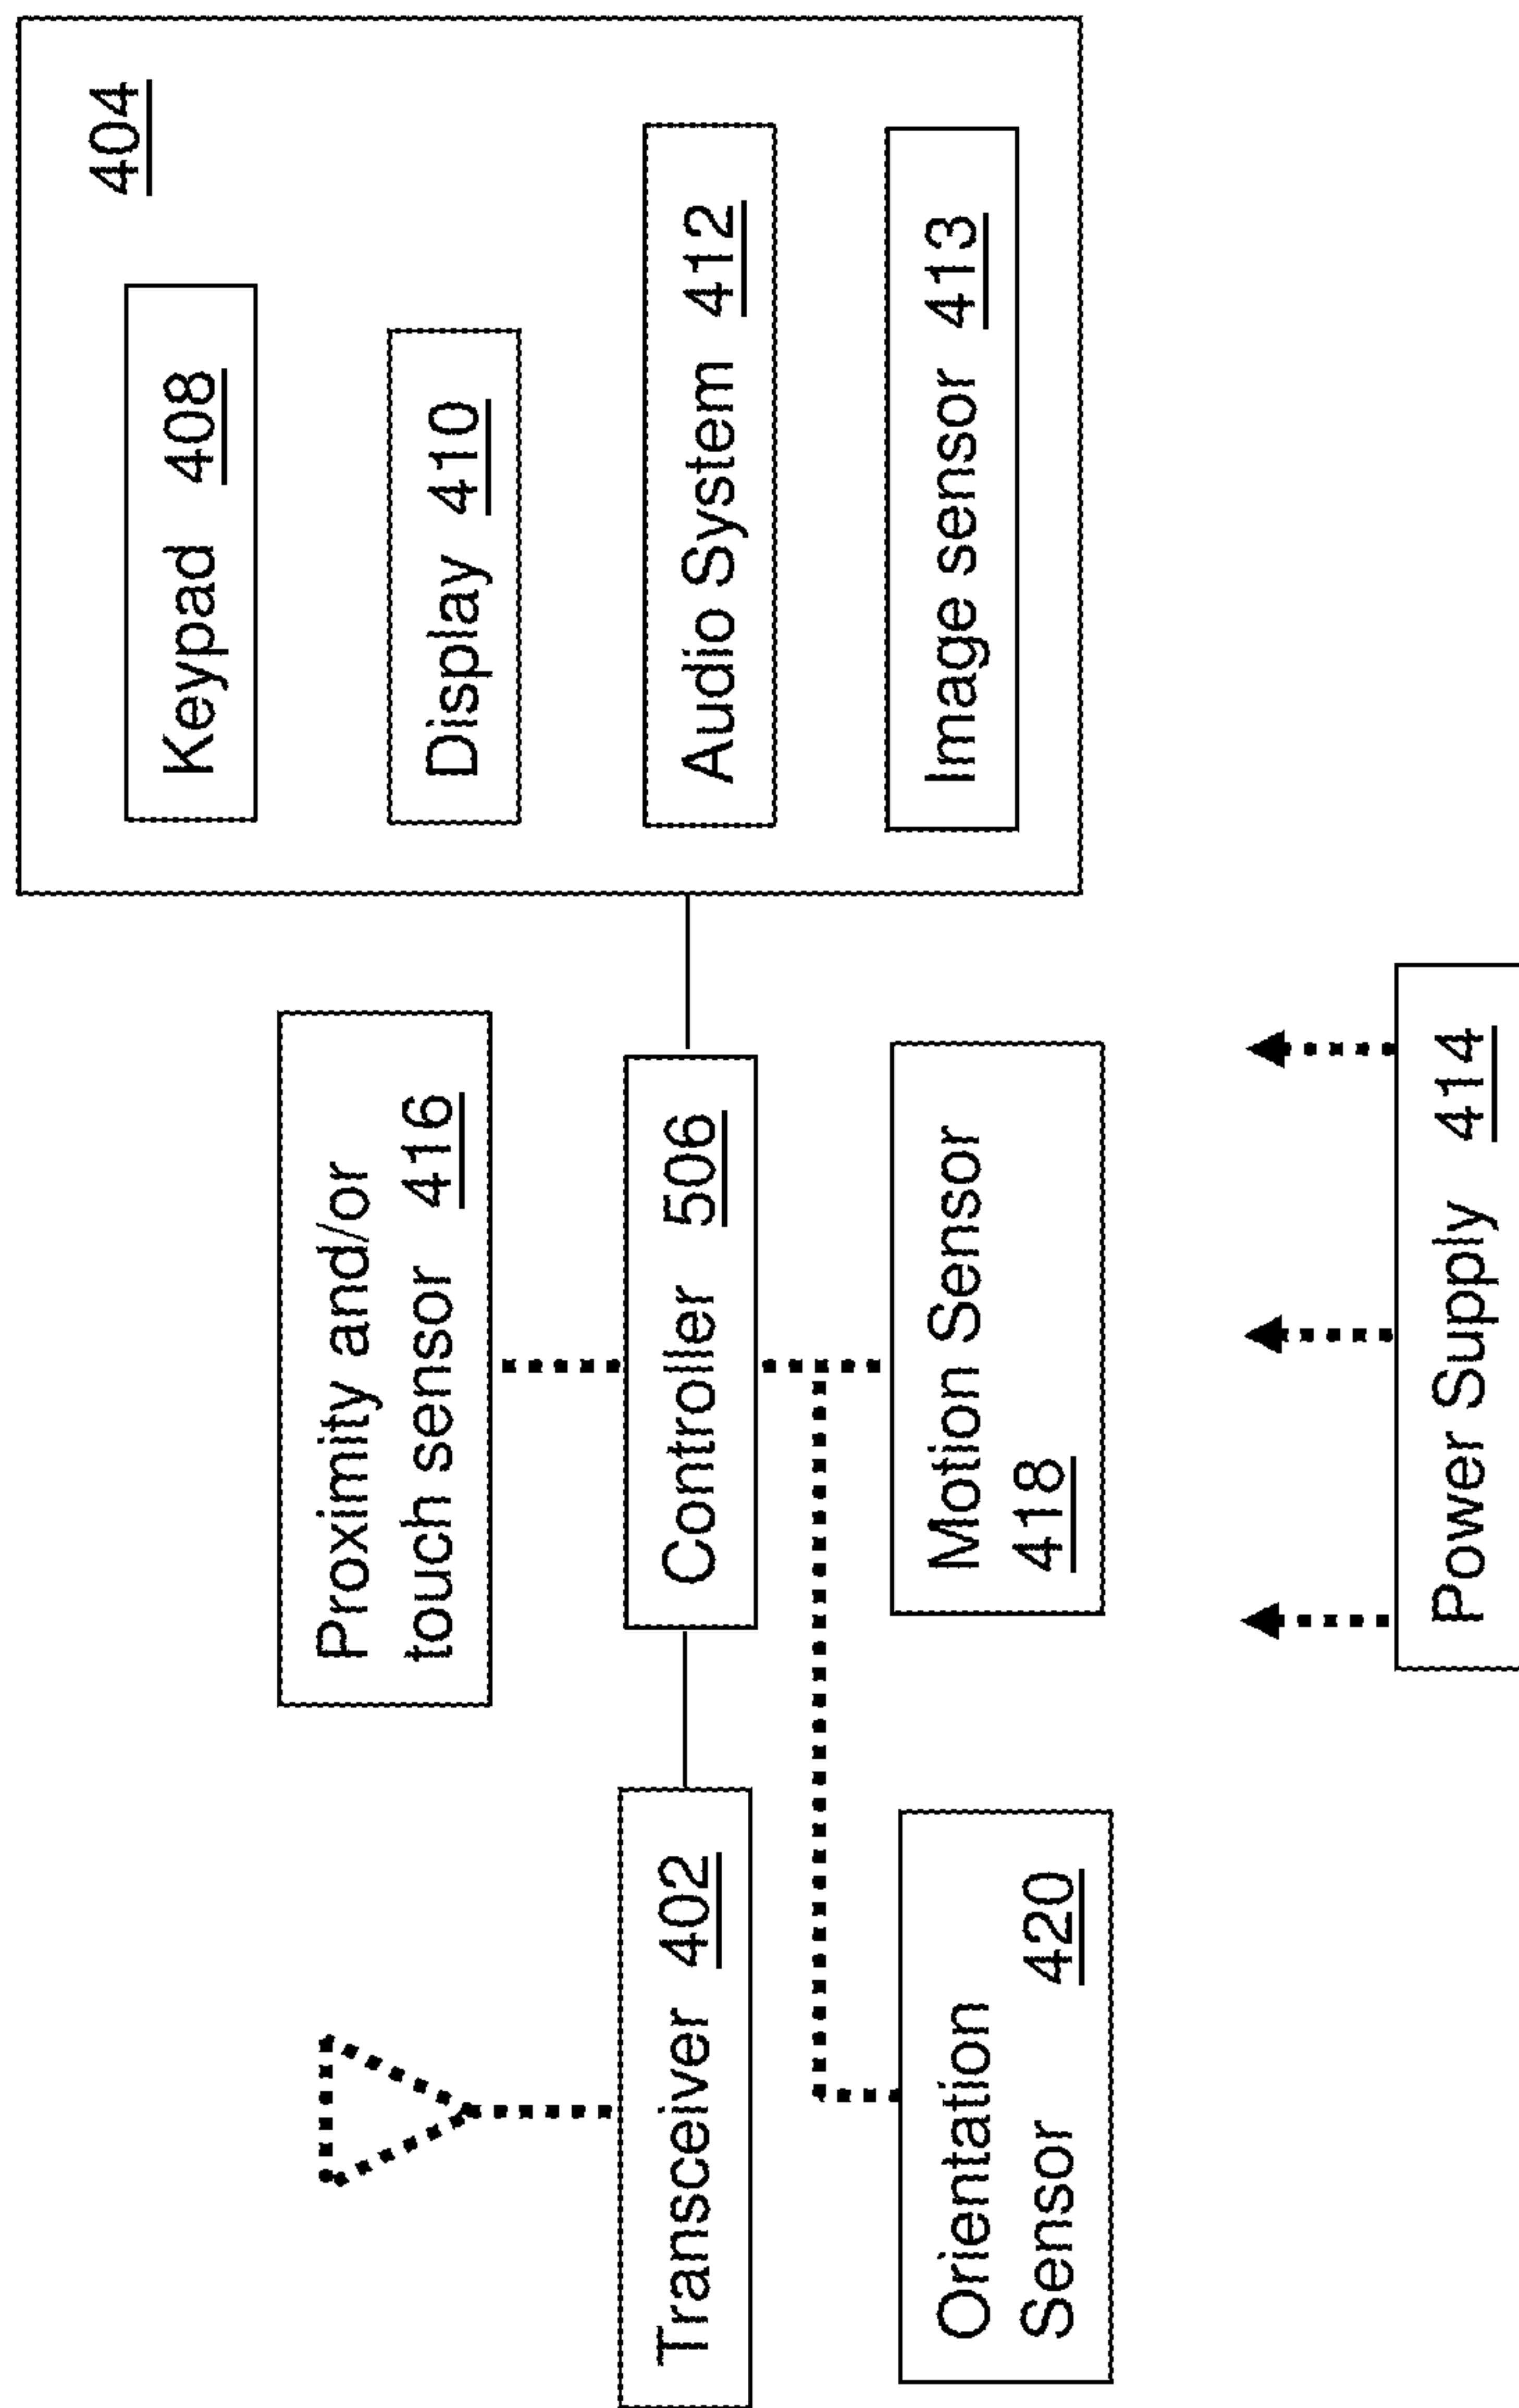 404
Keypad 408
Display 410
Audio System 412
Image sensor 413
Proximity and/or
touch sensor 416
Controller 506
Motion Sensor
418
Transceiver 402
Orientation
Sensor 420
Power Supply 414